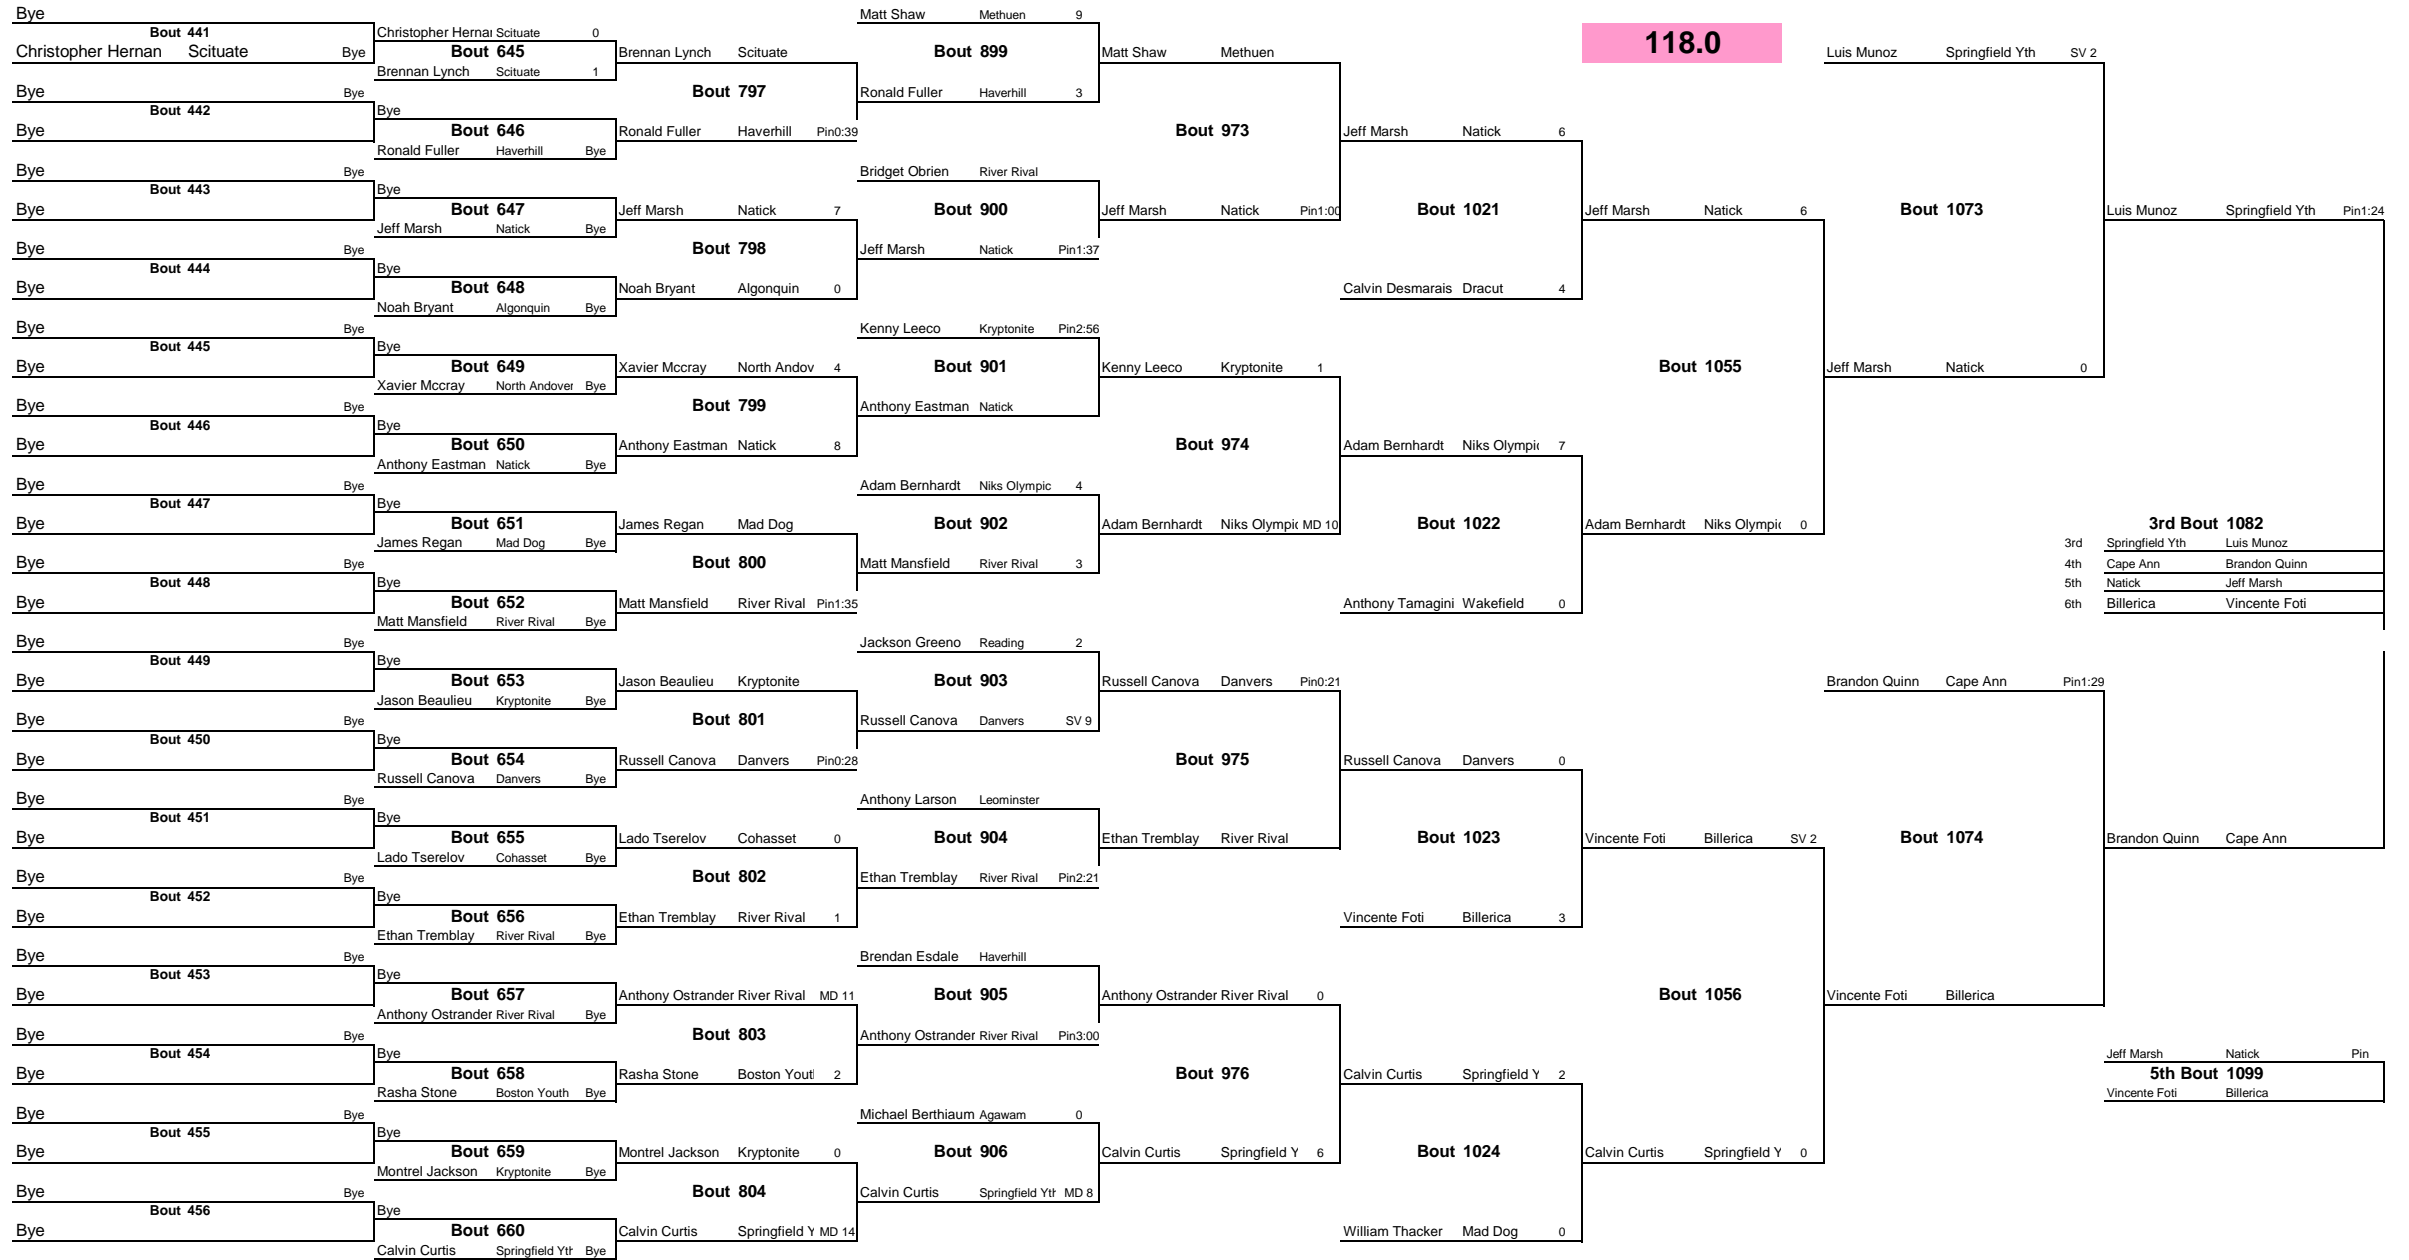 Bye
Bout 441
Christopher Hernan Scituate Bye
Bye Bye
Bout 442
Bye
Bye Bye
Bout 443
Bye
Bye Bye
Bout 444
Bye
Bye Bye
Bout 445
Bye
Bye Bye
Bout 446
Bye
Bye Bye
Bout 447
Bye
Bye Bye
Bout 448
Bye
Bye Bye
Bout 449
Bye
Bye Bye
Bout 450
Bye
Bye Bye
Bout 451
Bye
Bye Bye
Bout 452
Bye
Bye Bye
Bout 453
Bye
Bye Bye
Bout 454
Bye
Bye Bye
Bout 455
Bye
Bye Bye
Bout 456
Bye
Christopher Hernai Scituate 0
Bout 645
Brennan Lynch Scituate 1
Bye
Bout 646
Ronald Fuller Haverhill Bye
Bye
Bout 647
Jeff Marsh Natick Bye
Bye
Bout 648
Noah Bryant Algonquin Bye
Bye
Bout 649
Xavier Mccray North Andover Bye
Bye
Bout 650
Anthony Eastman Natick Bye
Bye
Bout 651
James Regan Mad Dog Bye
Bye
Bout 652
Matt Mansfield River Rival Bye
Bye
Bout 653
Jason Beaulieu Kryptonite Bye
Bye
Bout 654
Russell Canova Danvers Bye
Bye
Bout 655
Lado Tserelov Cohasset Bye
Bye
Bout 656
Ethan Tremblay River Rival Bye
Bye
Bout 657
Anthony Ostrander River Rival Bye
Bye
Bout 658
Rasha Stone Boston Youth Bye
Bye
Bout 659
Montrel Jackson Kryptonite Bye
Bye
Bout 660
Calvin Curtis Springfield Yth Bye
Brennan Lynch Scituate
Bout 797
Ronald Fuller Haverhill Pin0:39
Jeff Marsh Natick 7
Bout 798
Noah Bryant Algonquin 0
Xavier Mccray North Andov 4
Bout 799
Anthony Eastman Natick 8
James Regan Mad Dog
Bout 800
Matt Mansfield River Rival Pin1:35
Jason Beaulieu Kryptonite
Bout 801
Russell Canova Danvers Pin0:28
Lado Tserelov Cohasset 0
Bout 802
Ethan Tremblay River Rival 1
Anthony Ostrander River Rival MD 11
Bout 803
Rasha Stone Boston Yout 2
Montrel Jackson Kryptonite 0
Bout 804
Calvin Curtis Springfield Y MD 14
Matt Shaw Methuen 9
Bout 899
Ronald Fuller Haverhill 3
Bridget Obrien River Rival
Bout 900
Jeff Marsh Natick Pin1:37
Kenny Leeco Kryptonite Pin2:56
Bout 901
Anthony Eastman Natick
Adam Bernhardt Niks Olympic 4
Bout 902
Matt Mansfield River Rival 3
Jackson Greeno Reading 2
Bout 903
Russell Canova Danvers SV 9
Anthony Larson Leominster
Bout 904
Ethan Tremblay River Rival Pin2:21
Brendan Esdale Haverhill
Bout 905
Anthony Ostrander River Rival Pin3:00
Michael Berthiaum Agawam 0
Bout 906
Calvin Curtis Springfield Yth MD 8
Matt Shaw Methuen
Bout 973
Jeff Marsh Natick Pin1:00
Kenny Leeco Kryptonite 1
Bout 974
Adam Bernhardt Niks Olympic MD 10
Russell Canova Danvers Pin0:21
Bout 975
Ethan Tremblay River Rival
Anthony Ostrander River Rival 0
Bout 976
Calvin Curtis Springfield Y 6
Jeff Marsh Natick 6
Bout 1021
Calvin Desmarais Dracut 4
Adam Bernhardt Niks Olympic 7
Bout 1022
Anthony Tamagini Wakefield 0
Russell Canova Danvers 0
Bout 1023
Vincente Foti Billerica 3
Calvin Curtis Springfield Y 2
Bout 1024
William Thacker Mad Dog 0
118.0
Jeff Marsh Natick 6
Bout 1055
Adam Bernhardt Niks Olympic 0
Vincente Foti Billerica SV 2
Bout 1056
Calvin Curtis Springfield Y 0
Luis Munoz Springfield Yth SV 2
Bout 1073
Jeff Marsh Natick 0
Brandon Quinn Cape Ann Pin1:29
Bout 1074
Vincente Foti Billerica
Luis Munoz Springfield Yth Pin1:24
3rd Bout 1082
3rd Springfield Yth Luis Munoz
4th Cape Ann Brandon Quinn
5th Natick Jeff Marsh
6th Billerica Vincente Foti
Brandon Quinn Cape Ann
Jeff Marsh Natick Pin
5th Bout 1099
Vincente Foti Billerica